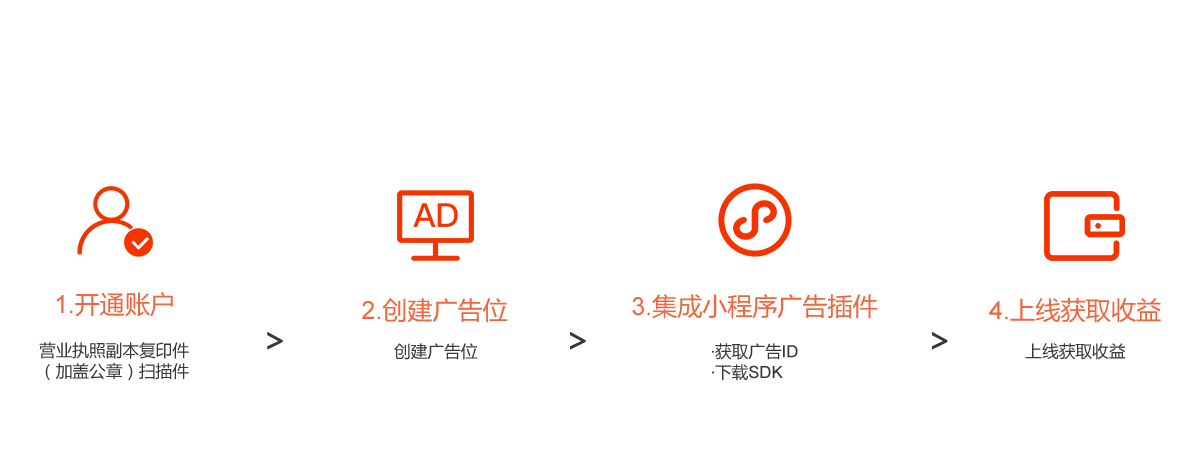 AD
1.开通账户
营业执照副本复印件
（加盖公章）扫描件
>
2.创建广告位
创建广告位
>
3.集成小程序广告插件
·获取广告ID
·下载SDK
>
4.上线获取收益
上线获取收益